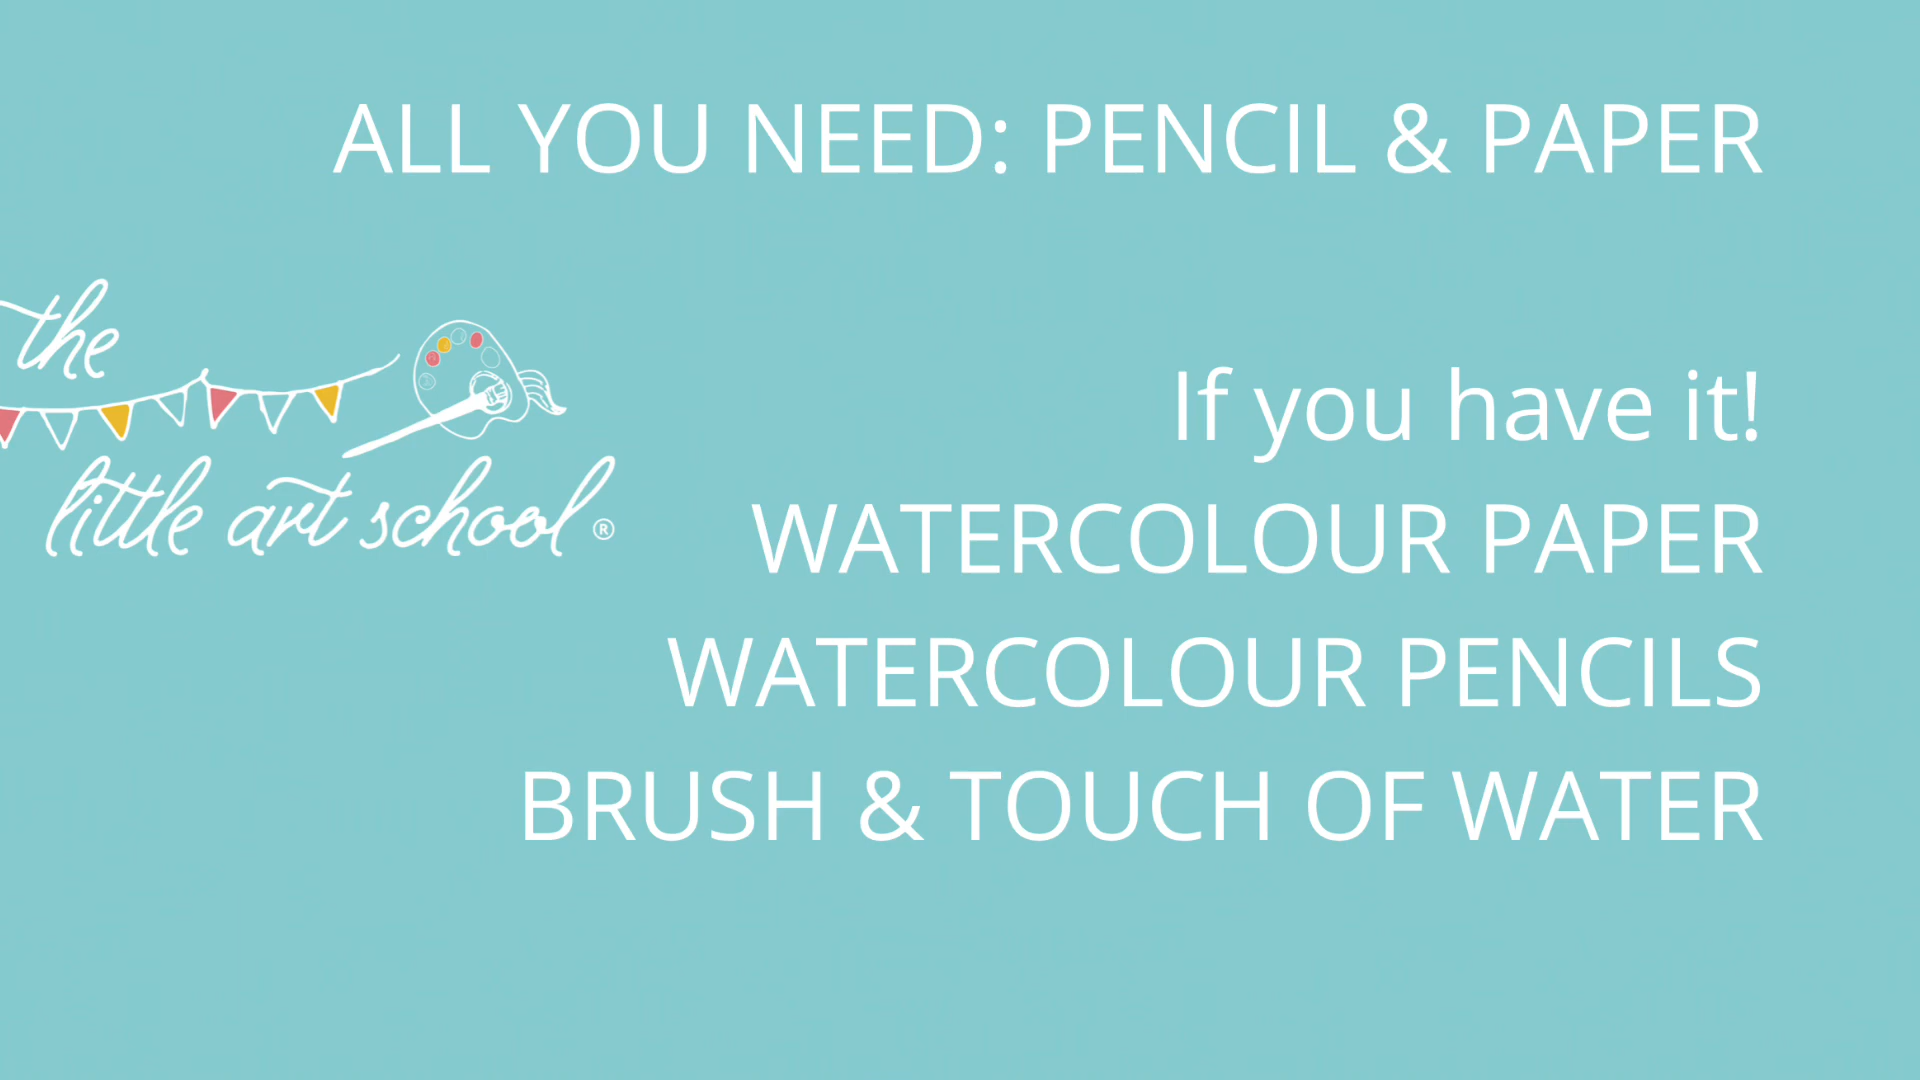 ALL YOU NEED: PENCIL & PAPER
the
little art school ®
If you have it!
WATERCOLOUR PAPER
WATERCOLOUR PENCILS
BRUSH & TOUCH OF WATER